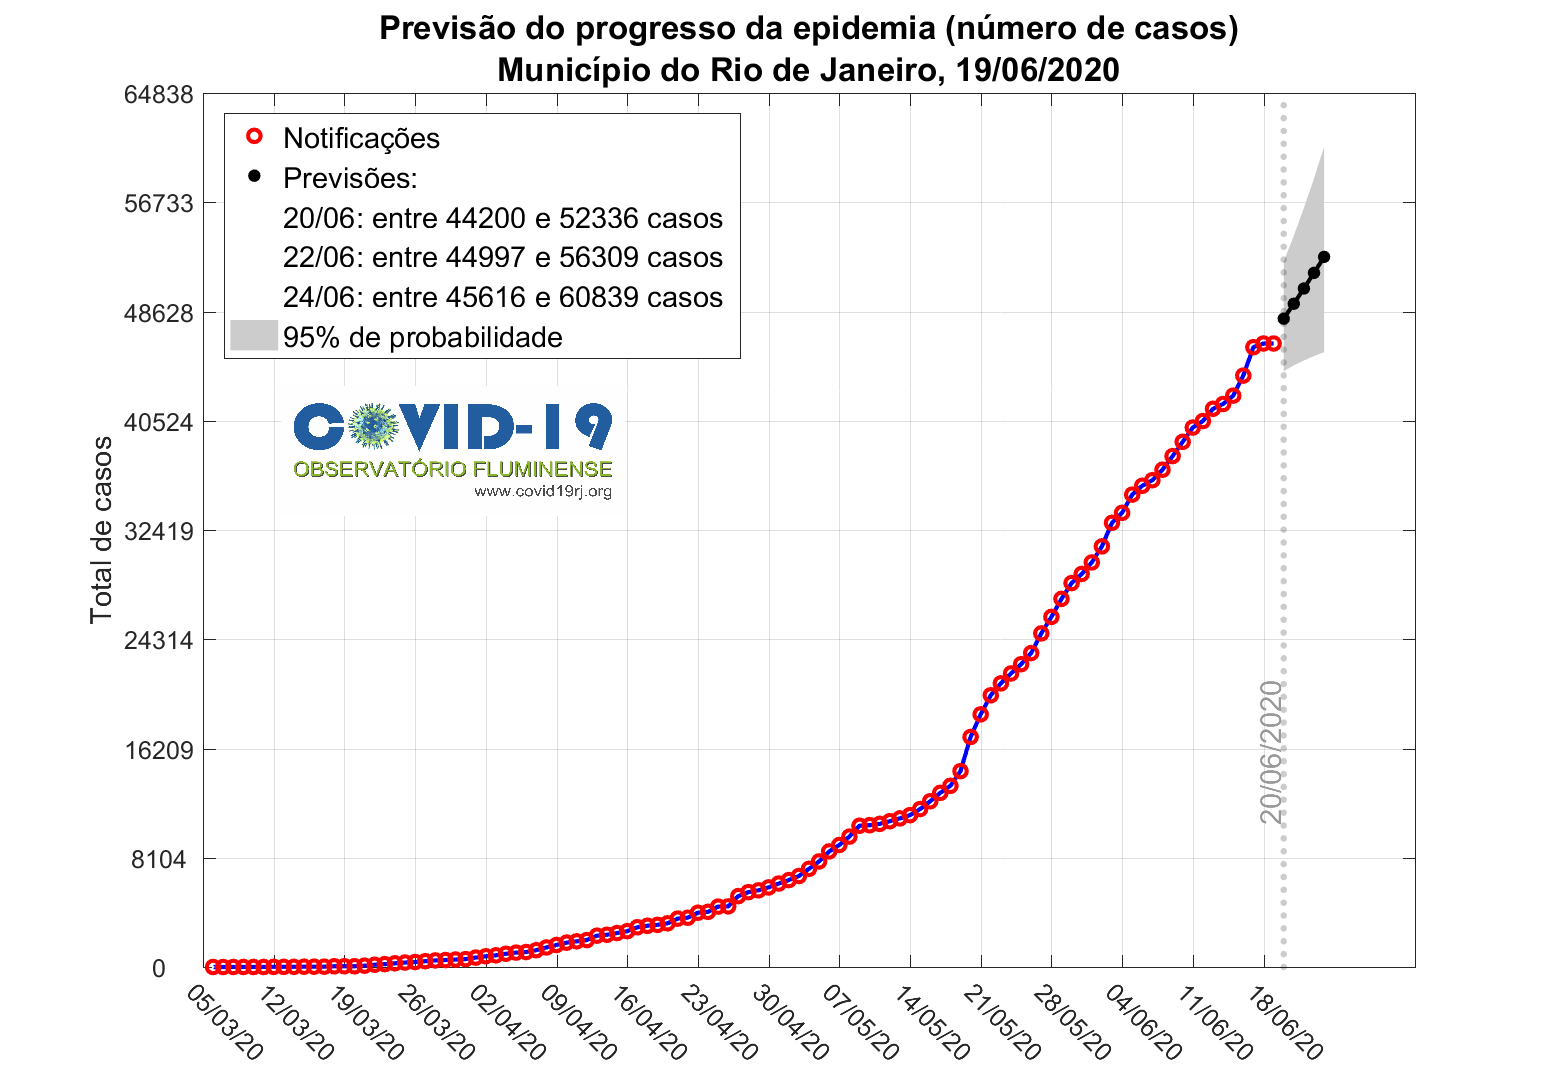 Previsão do progresso da epidemia (número de casos)
Município do Rio de Janeiro, 19/06/2020
64838
56733
48628
40524
32419
24314
16209
8104
0
Total de casos
Notificações
Previsões:
20/06: entre 44200 e 52336 casos
22/06: entre 44997 e 56309 casos
24/06: entre 45616 e 60839 casos
95% de probabilidade
COVID-19
OBSERVATÓRIO FLUMINENSE
www.covid19rj.org
20/06/2020
05/03/20
12/03/20
19/03/20
26/03/20
02/04/20
09/04/20
16/04/20
23/04/20
30/04/20
07/05/20
14/05/20
21/05/20
28/05/20
04/06/20
11/06/20
18/06/20